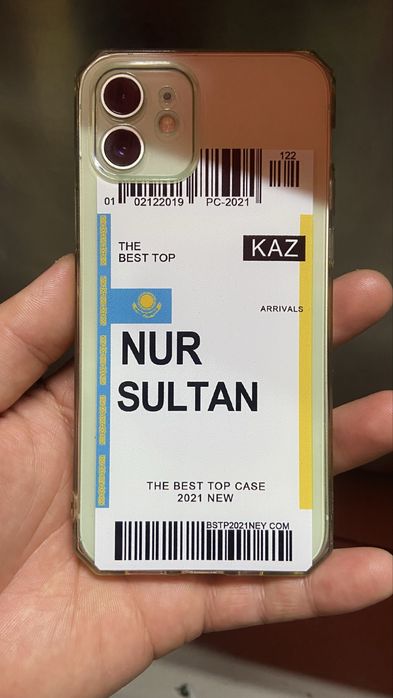 122
01 02122019 PC-2021
THE
BEST TOP
KAZ
ARRIVALS
NUR
SULTAN
THE BEST TOP CASE
2021 NEW
BSTP2021NEY COM